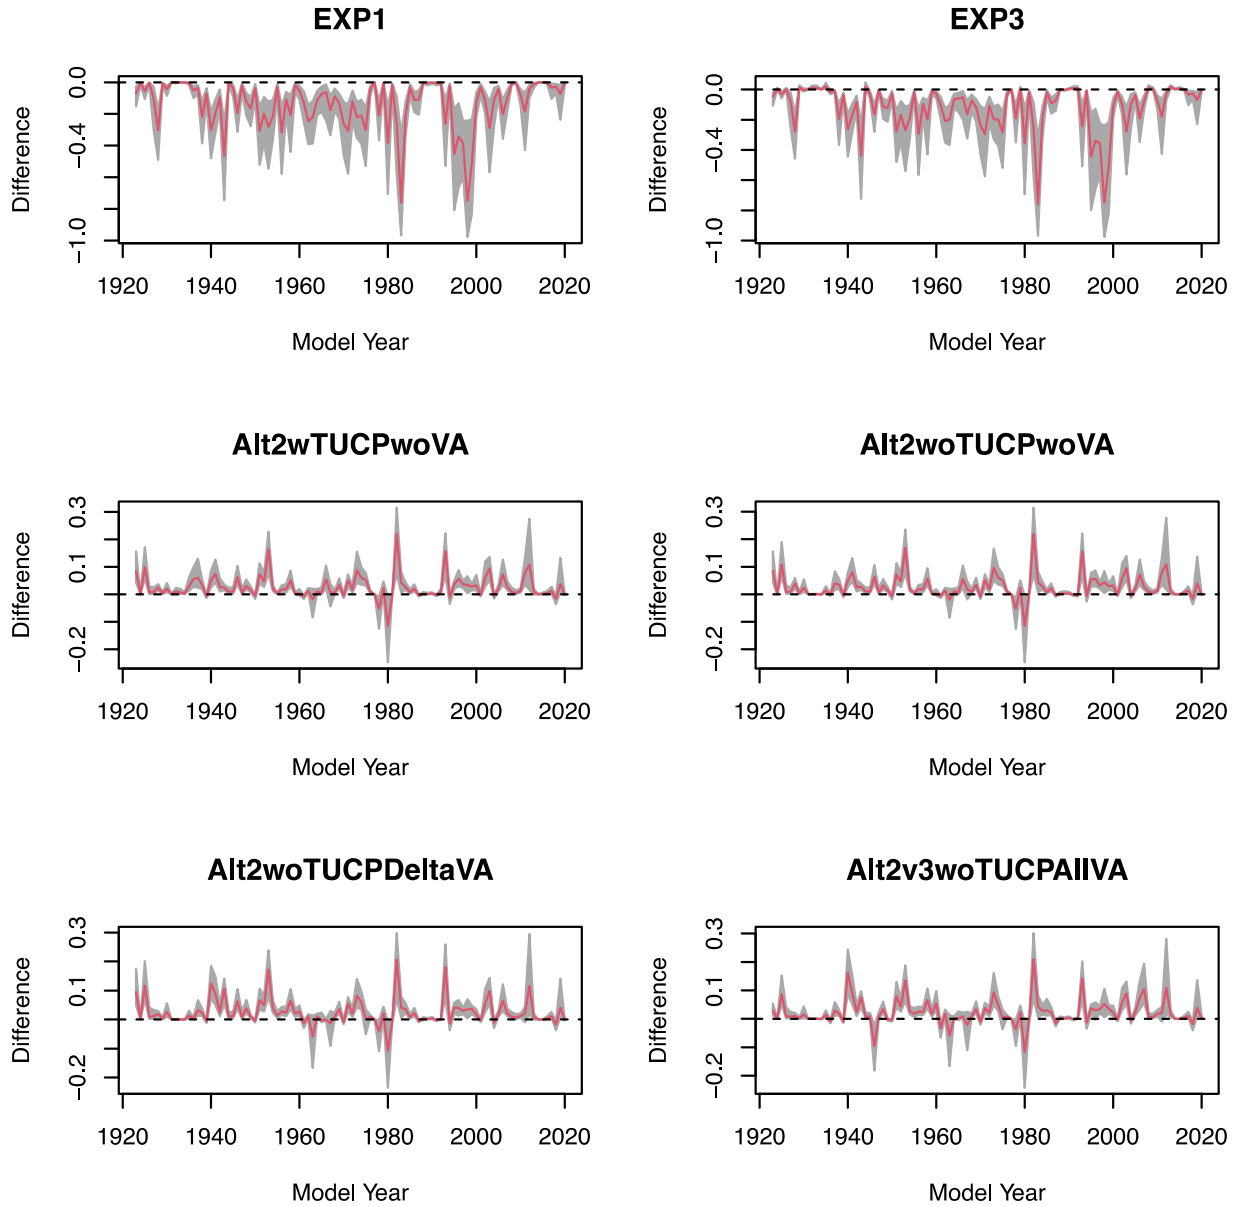 EXP1
Difference
0.0
−0.4
−1.0
1920 1940 1960 1980 2000 2020
Model Year
EXP3
Difference
0.0
−0.4
−1.0
1920 1940 1960 1980 2000 2020
Model Year
Alt2wTUCPwoVA
Difference
0.3
0.1
−0.2
1920 1940 1960 1980 2000 2020
Model Year
Alt2woTUCPwoVA
Difference
0.3
0.1
−0.2
1920 1940 1960 1980 2000 2020
Model Year
Alt2woTUCPDeltaVA
Difference
0.3
0.1
−0.2
1920 1940 1960 1980 2000 2020
Model Year
Alt2v3woTUCPAllVA
Difference
0.3
0.1
−0.2
1920 1940 1960 1980 2000 2020
Model Year